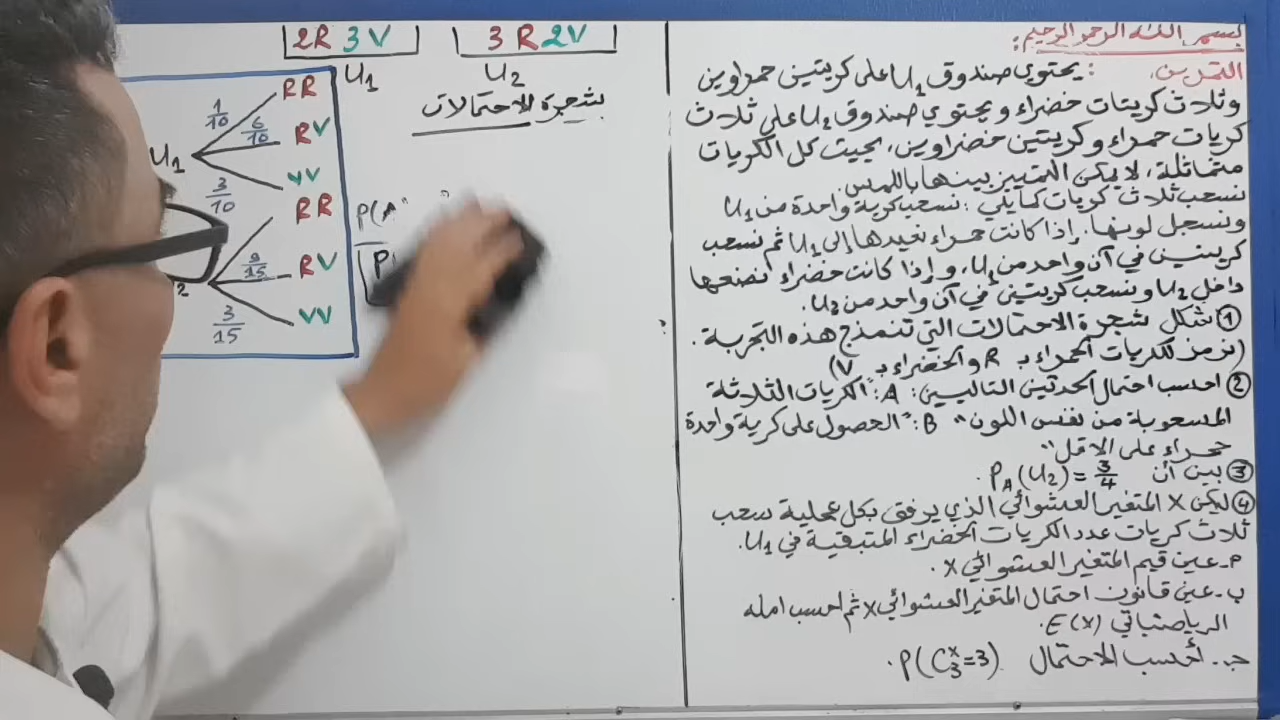 بسم الله الرحمن الرحيم:
التمرين: يحتوي صندوق U₁ على كريتين حمراوين
وثلاث كريات خضراء ويحتوي صندوق U₂ على ثلاث
كريات حمراء وكريتين خضراوين، بحيث كل الكريات
متماثلة، لا يمكن التمييز بينها باللمس.
نسحب ثلاث كريات كمايلي: نسحب كرية واحدة من U₁
ونسجل لونها. إذا كانت حمراء نعيدها إلى U₁ ثم نسحب
كريتين في آن واحد من U₁، وإذا كانت خضراء نضعها
داخل U₂ ونسحب كريتين في آن واحد من U₂.
① شكل شجرة الاحتمالات التي تنمذج هذه التجربة.
(نرمز للكريات الحمراء بـ R والخضراء بـ V)
② احسب احتمال الحدثين التاليين: A: "الكريات الثلاثة
المسحوبة من نفس اللون" B: "الحصول على كرية واحدة
حمراء على الاقل"
③ بين أن P_A(U₂) = 3/4.
④ ليكن X المتغير العشوائي الذي يرفق بكل عملية سحب
ثلاث كريات عدد الكريات الخضراء المتبقية في U₁.
أ- عين قيم المتغير العشوائي X.
ب- عين قانون احتمال المتغير العشوائي X ثم احسب امله
الرياضياتي E(X).
جـ- أحسب الاحتمال P(C₃ˣ=3).
2R 3V
3 R 2V
U₁
U₂
شجرة الاحتمالات
U₁
1/10 RR
6/10 RV
3/10 VV
2
RR
9/15 RV
3/15 VV
P(A
P(